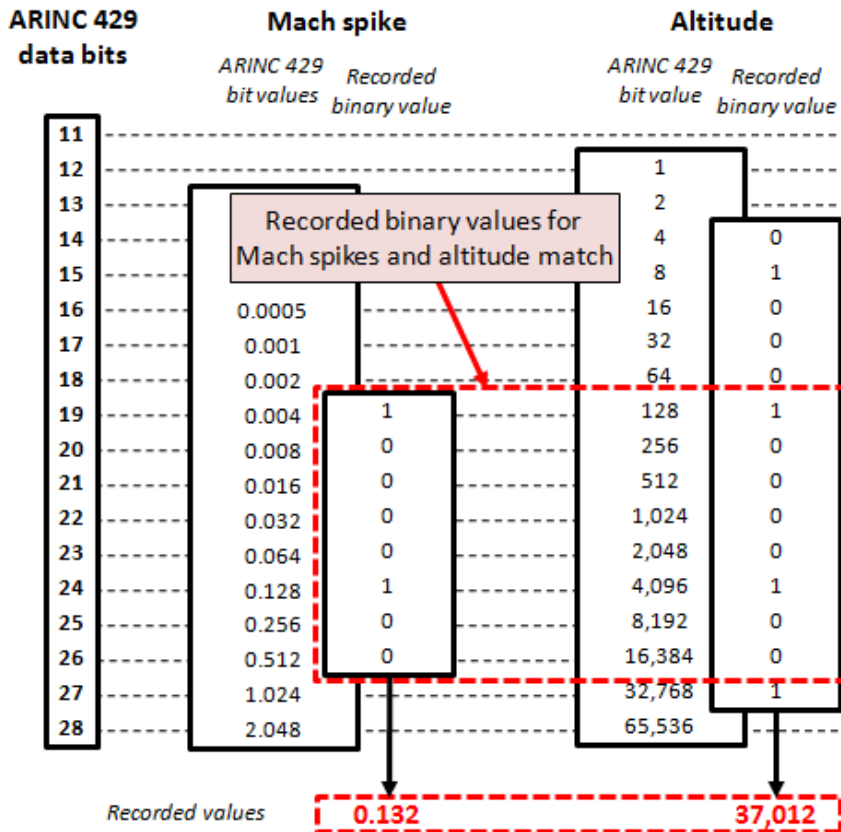 ARINC 429
data bits
Mach spike
Altitude
ARINC 429
bit values
Recorded
binary value
ARINC 429
bit value
Recorded
binary value
11
12 1
13 2
Recorded binary values for
Mach spikes and altitude match
14 4 0
15 8 1
16 0.0005 16 0
17 0.001 32 0
18 0.002 64 0
19 0.004 1 128 1
20 0.008 0 256 0
21 0.016 0 512 0
22 0.032 0 1,024 0
23 0.064 0 2,048 0
24 0.128 1 4,096 1
25 0.256 0 8,192 0
26 0.512 0 16,384 0
27 1.024 32,768 1
28 2.048 65,536
Recorded values 0.132 37,012